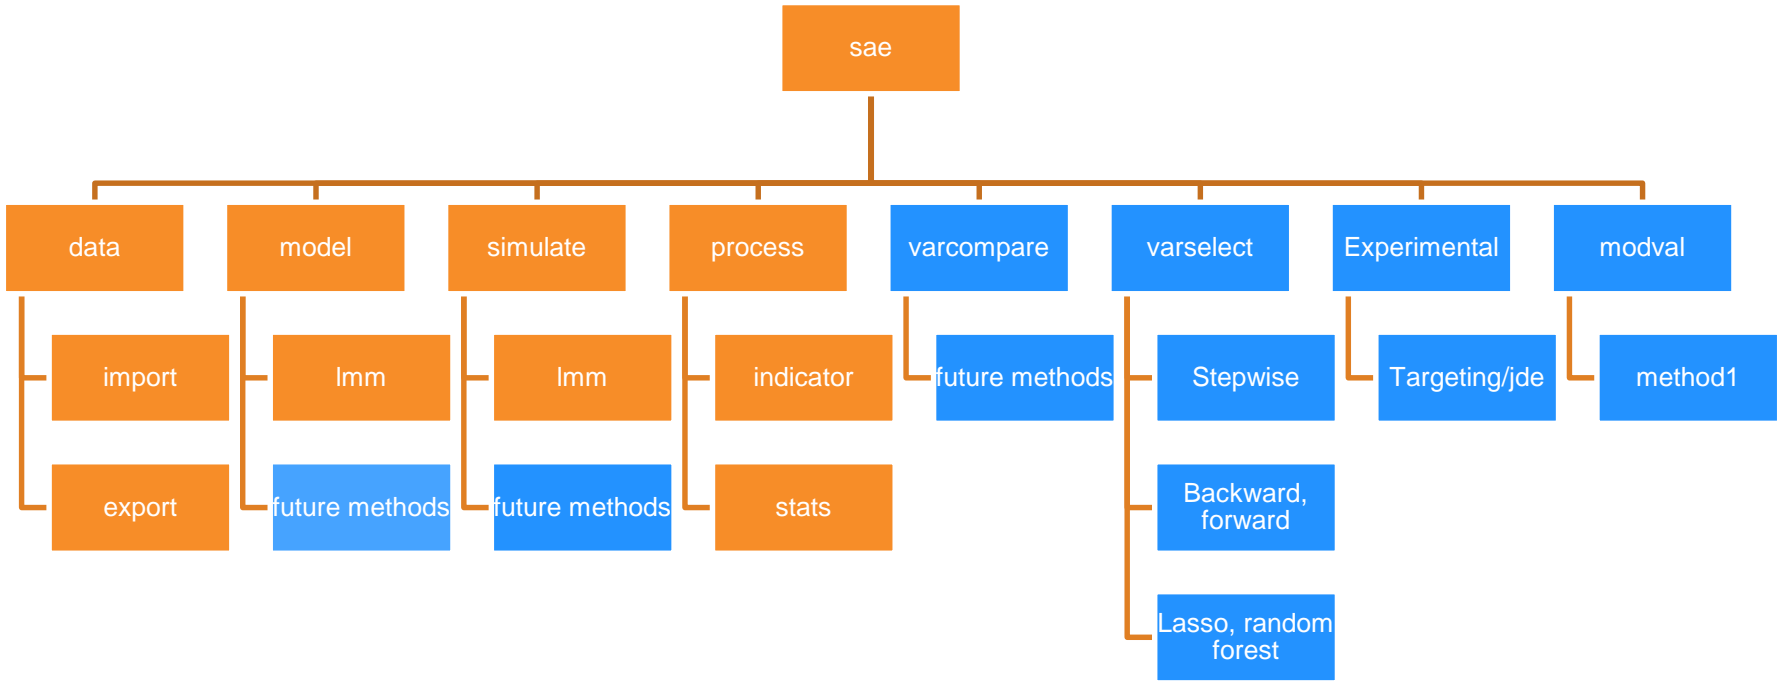 sae
data
model
simulate
process
varcompare
varselect
Experimental
modval
import
lmm
lmm
indicator
future methods
Stepwise
Targeting/jde
method1
export
future methods
future methods
stats
Backward,
forward
Lasso, random
forest